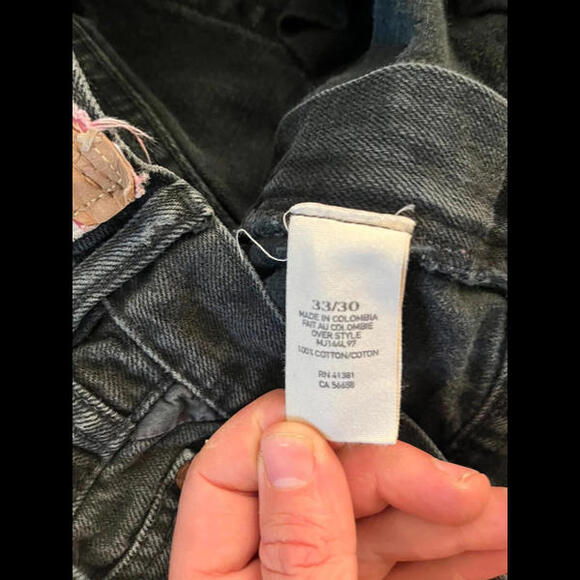 33/30
MADE IN COLOMBIA
FAIT AU COLOMBIE
OVER STYLE
MJ144L97
100% COTTON/COTON
RN 41381
CA 56658